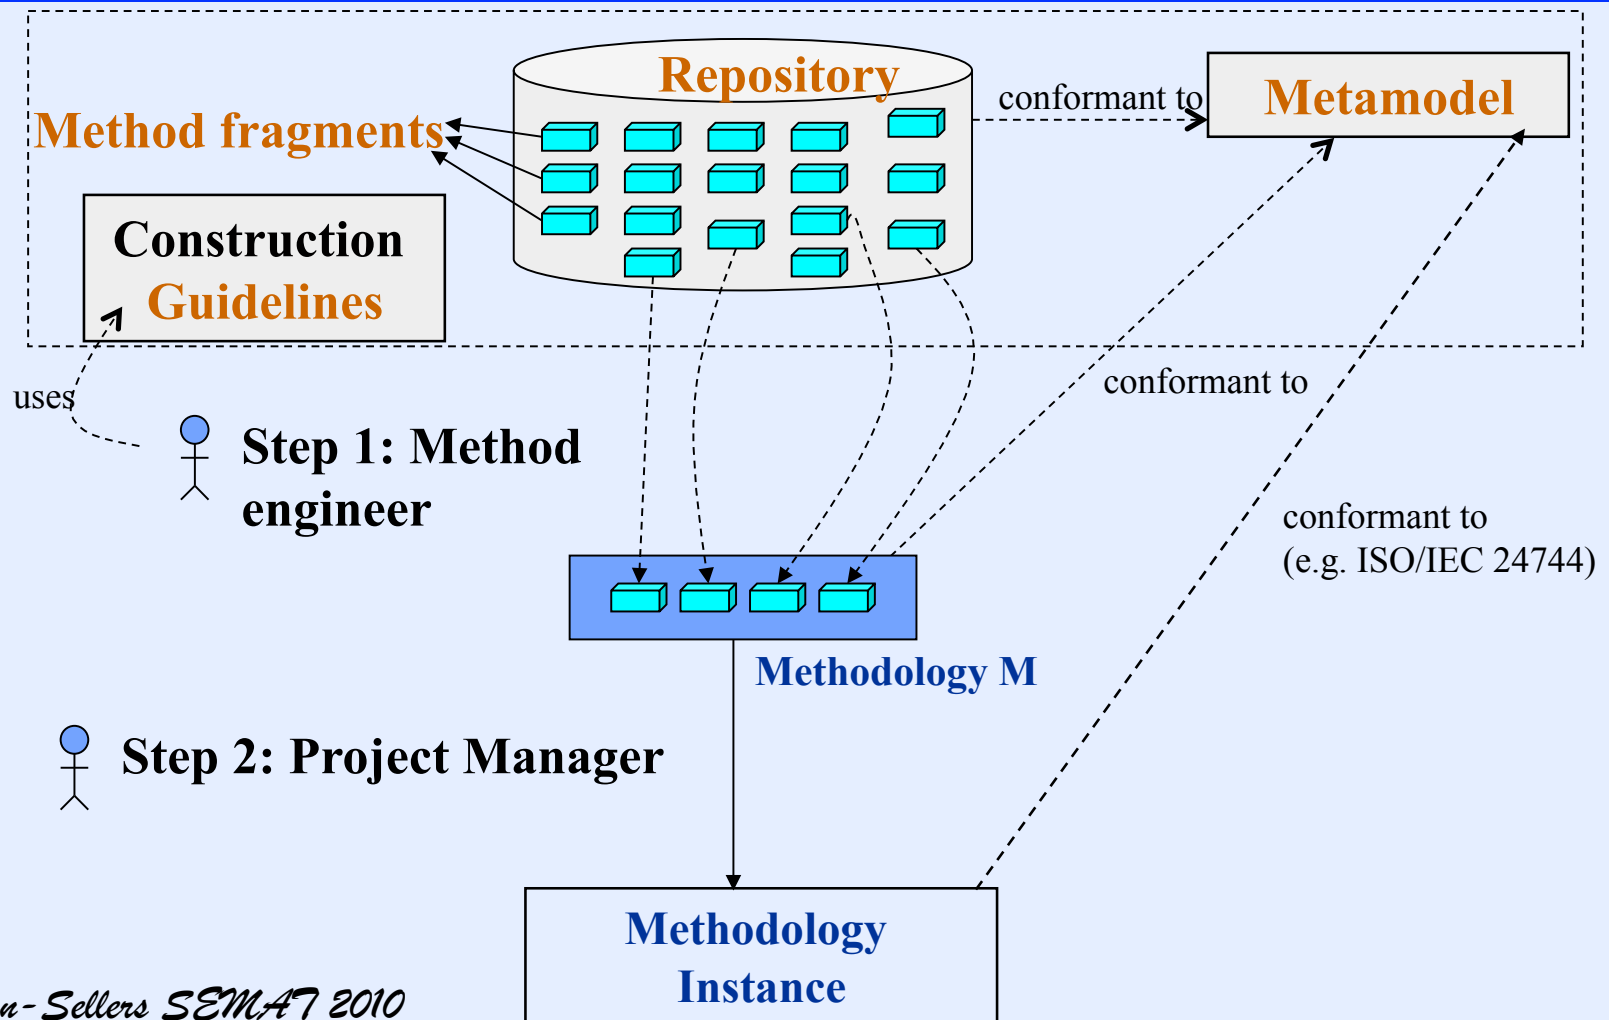 Repository
conformant to
Metamodel
Method fragments
Construction
Guidelines
uses
conformant to
Step 1: Method
engineer
conformant to
(e.g. ISO/IEC 24744)
Methodology M
Step 2: Project Manager
Methodology
Instance
n-Sellers SEMAT 2010